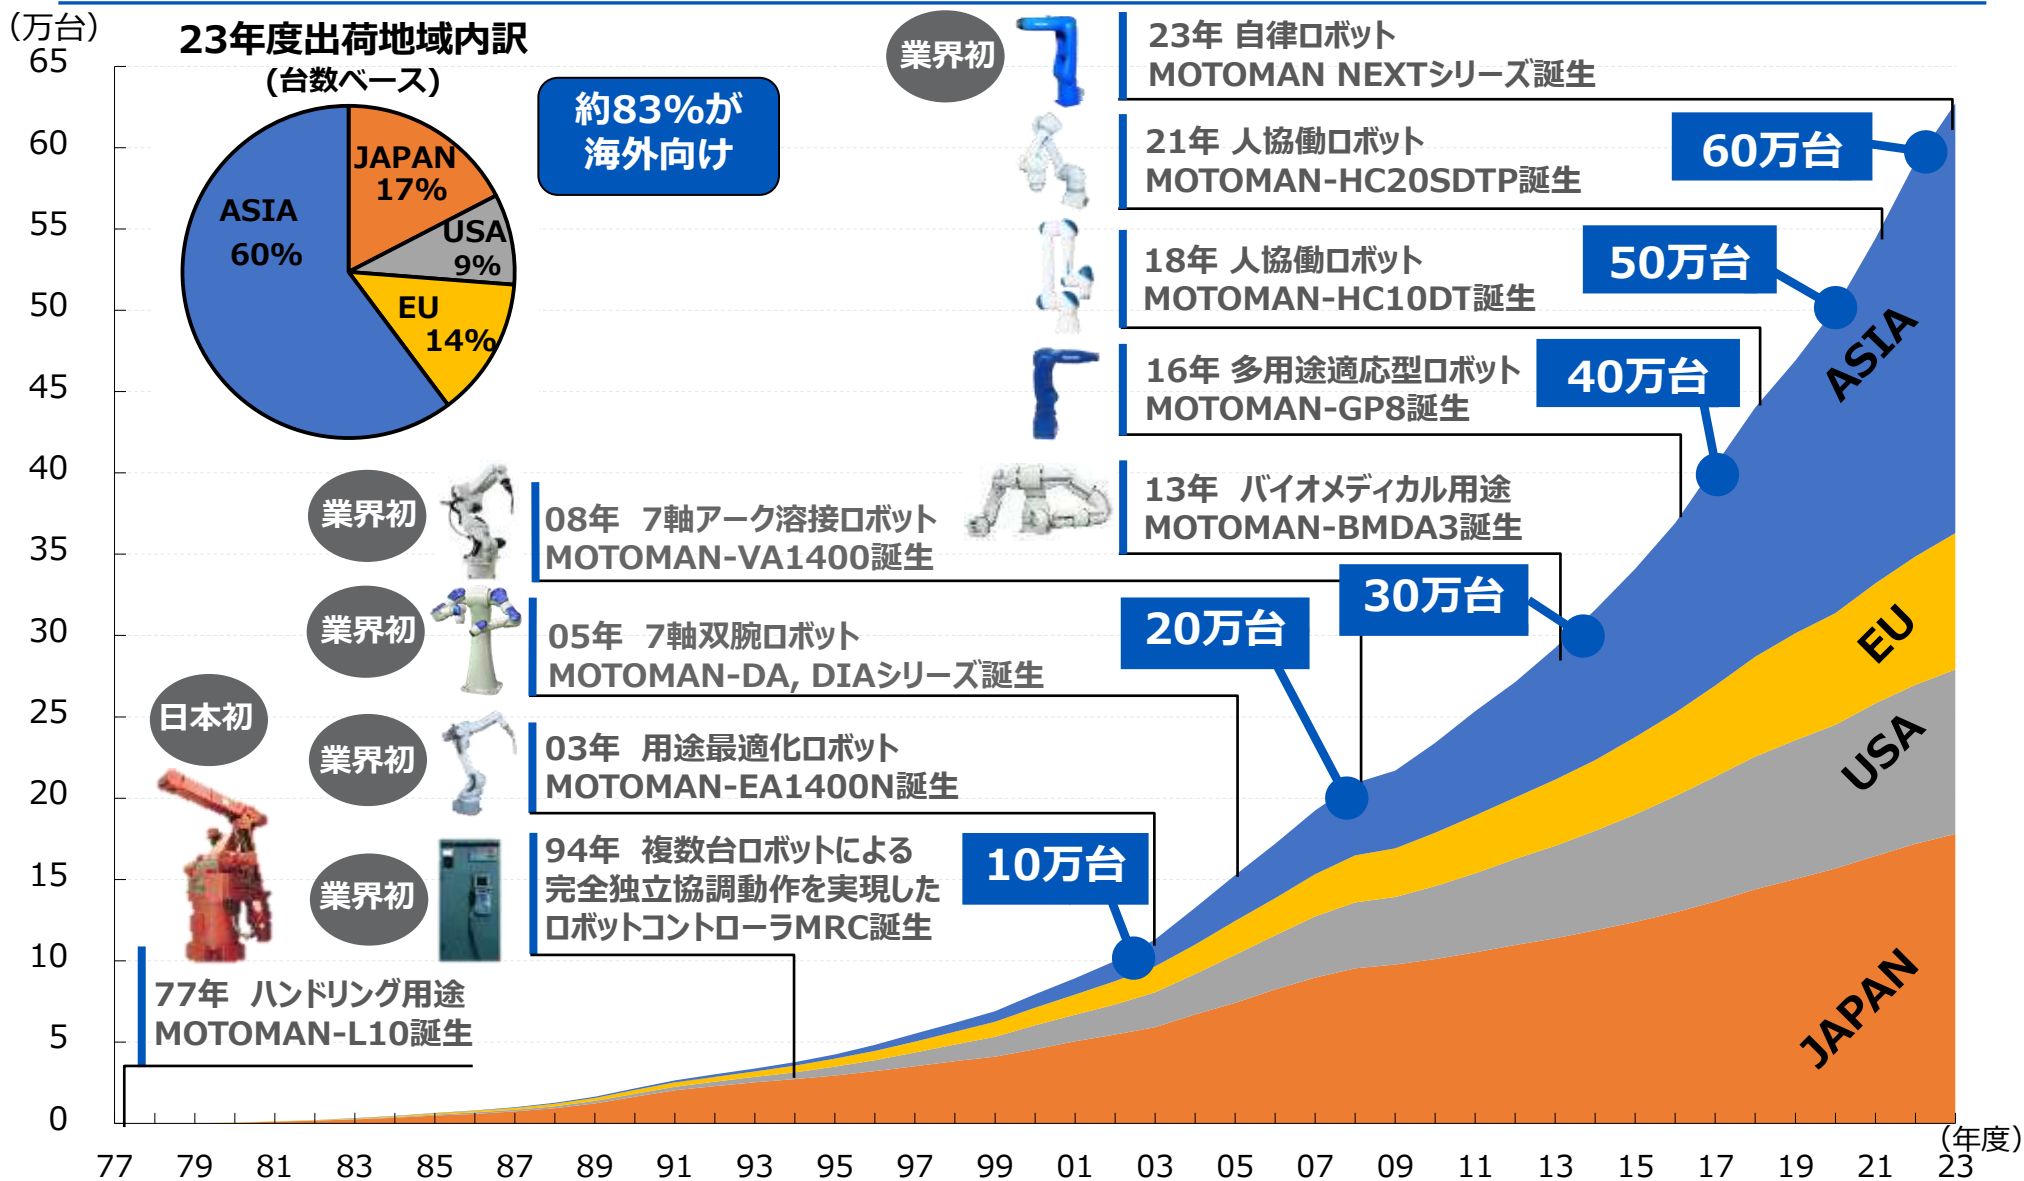 (万台)
23年度出荷地域内訳
(台数ベース)
JAPAN
17%
USA
9%
EU
14%
ASIA
60%
約83%が
海外向け
業界初
23年 自律ロボット
MOTOMAN NEXTシリーズ誕生
21年 人協働ロボット
MOTOMAN-HC20SDTP誕生
18年 人協働ロボット
MOTOMAN-HC10DT誕生
16年 多用途適応型ロボット
MOTOMAN-GP8誕生
13年 バイオメディカル用途
MOTOMAN-BMDA3誕生
業界初
08年 7軸アーク溶接ロボット
MOTOMAN-VA1400誕生
業界初
05年 7軸双腕ロボット
MOTOMAN-DA, DIAシリーズ誕生
業界初
03年 用途最適化ロボット
MOTOMAN-EA1400N誕生
業界初
94年 複数台ロボットによる
完全独立協調動作を実現した
ロボットコントローラMRC誕生
日本初
77年 ハンドリング用途
MOTOMAN-L10誕生
10万台
20万台
30万台
40万台
50万台
60万台
ASIA
EU
USA
JAPAN
65
60
55
50
45
40
35
30
25
20
15
10
5
0
77 79 81 83 85 87 89 91 93 95 97 99 01 03 05 07 09 11 13 15 17 19 21 23
(年度)